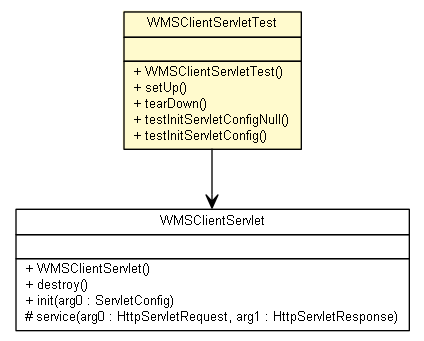 WMSClientServletTest
+ WMSClientServletTest()
+ setUp()
+ tearDown()
+ testInitServletConfigNull()
+ testInitServletConfig()
WMSClientServlet
+ WMSClientServlet()
+ destroy()
+ init(arg0 : ServletConfig)
# service(arg0 : HttpServletRequest, arg1 : HttpServletResponse)